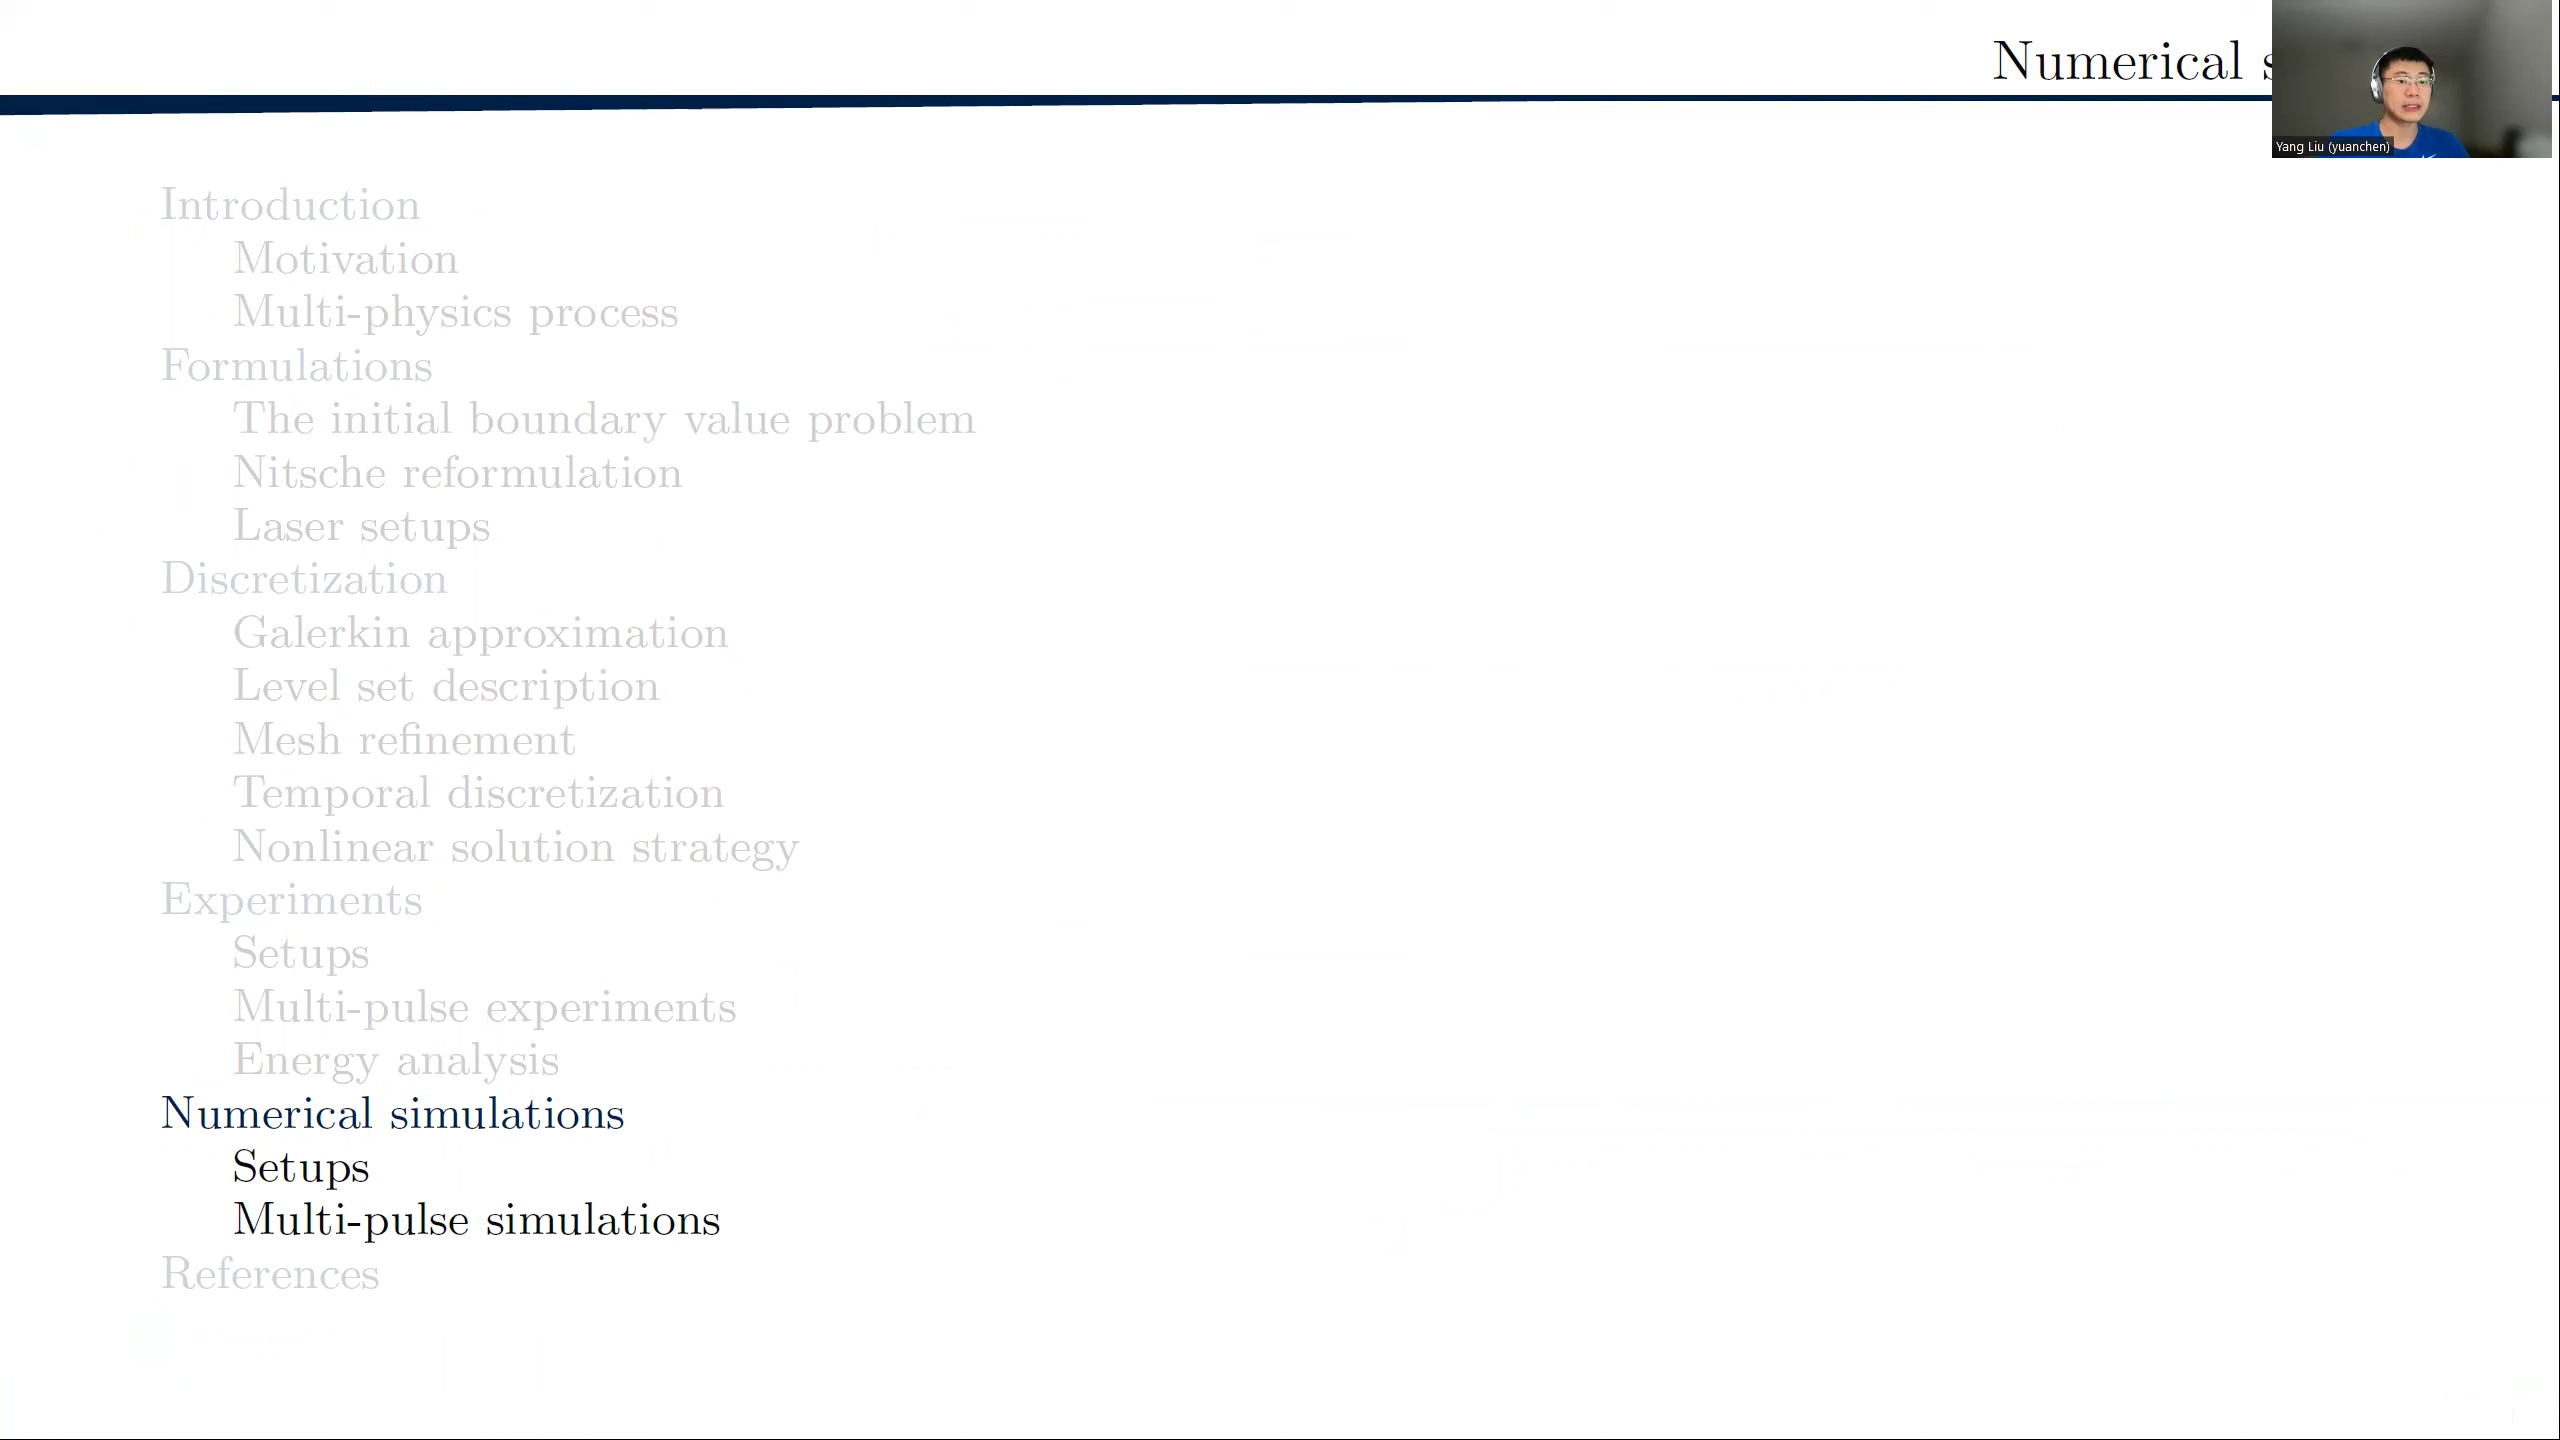 Numerical s
Yang Liu (yuanchen)
Introduction
Motivation
Multi-physics process
Formulations
The initial boundary value problem
Nitsche reformulation
Laser setups
Discretization
Galerkin approximation
Level set description
Mesh refinement
Temporal discretization
Nonlinear solution strategy
Experiments
Setups
Multi-pulse experiments
Energy analysis
Numerical simulations
Setups
Multi-pulse simulations
References